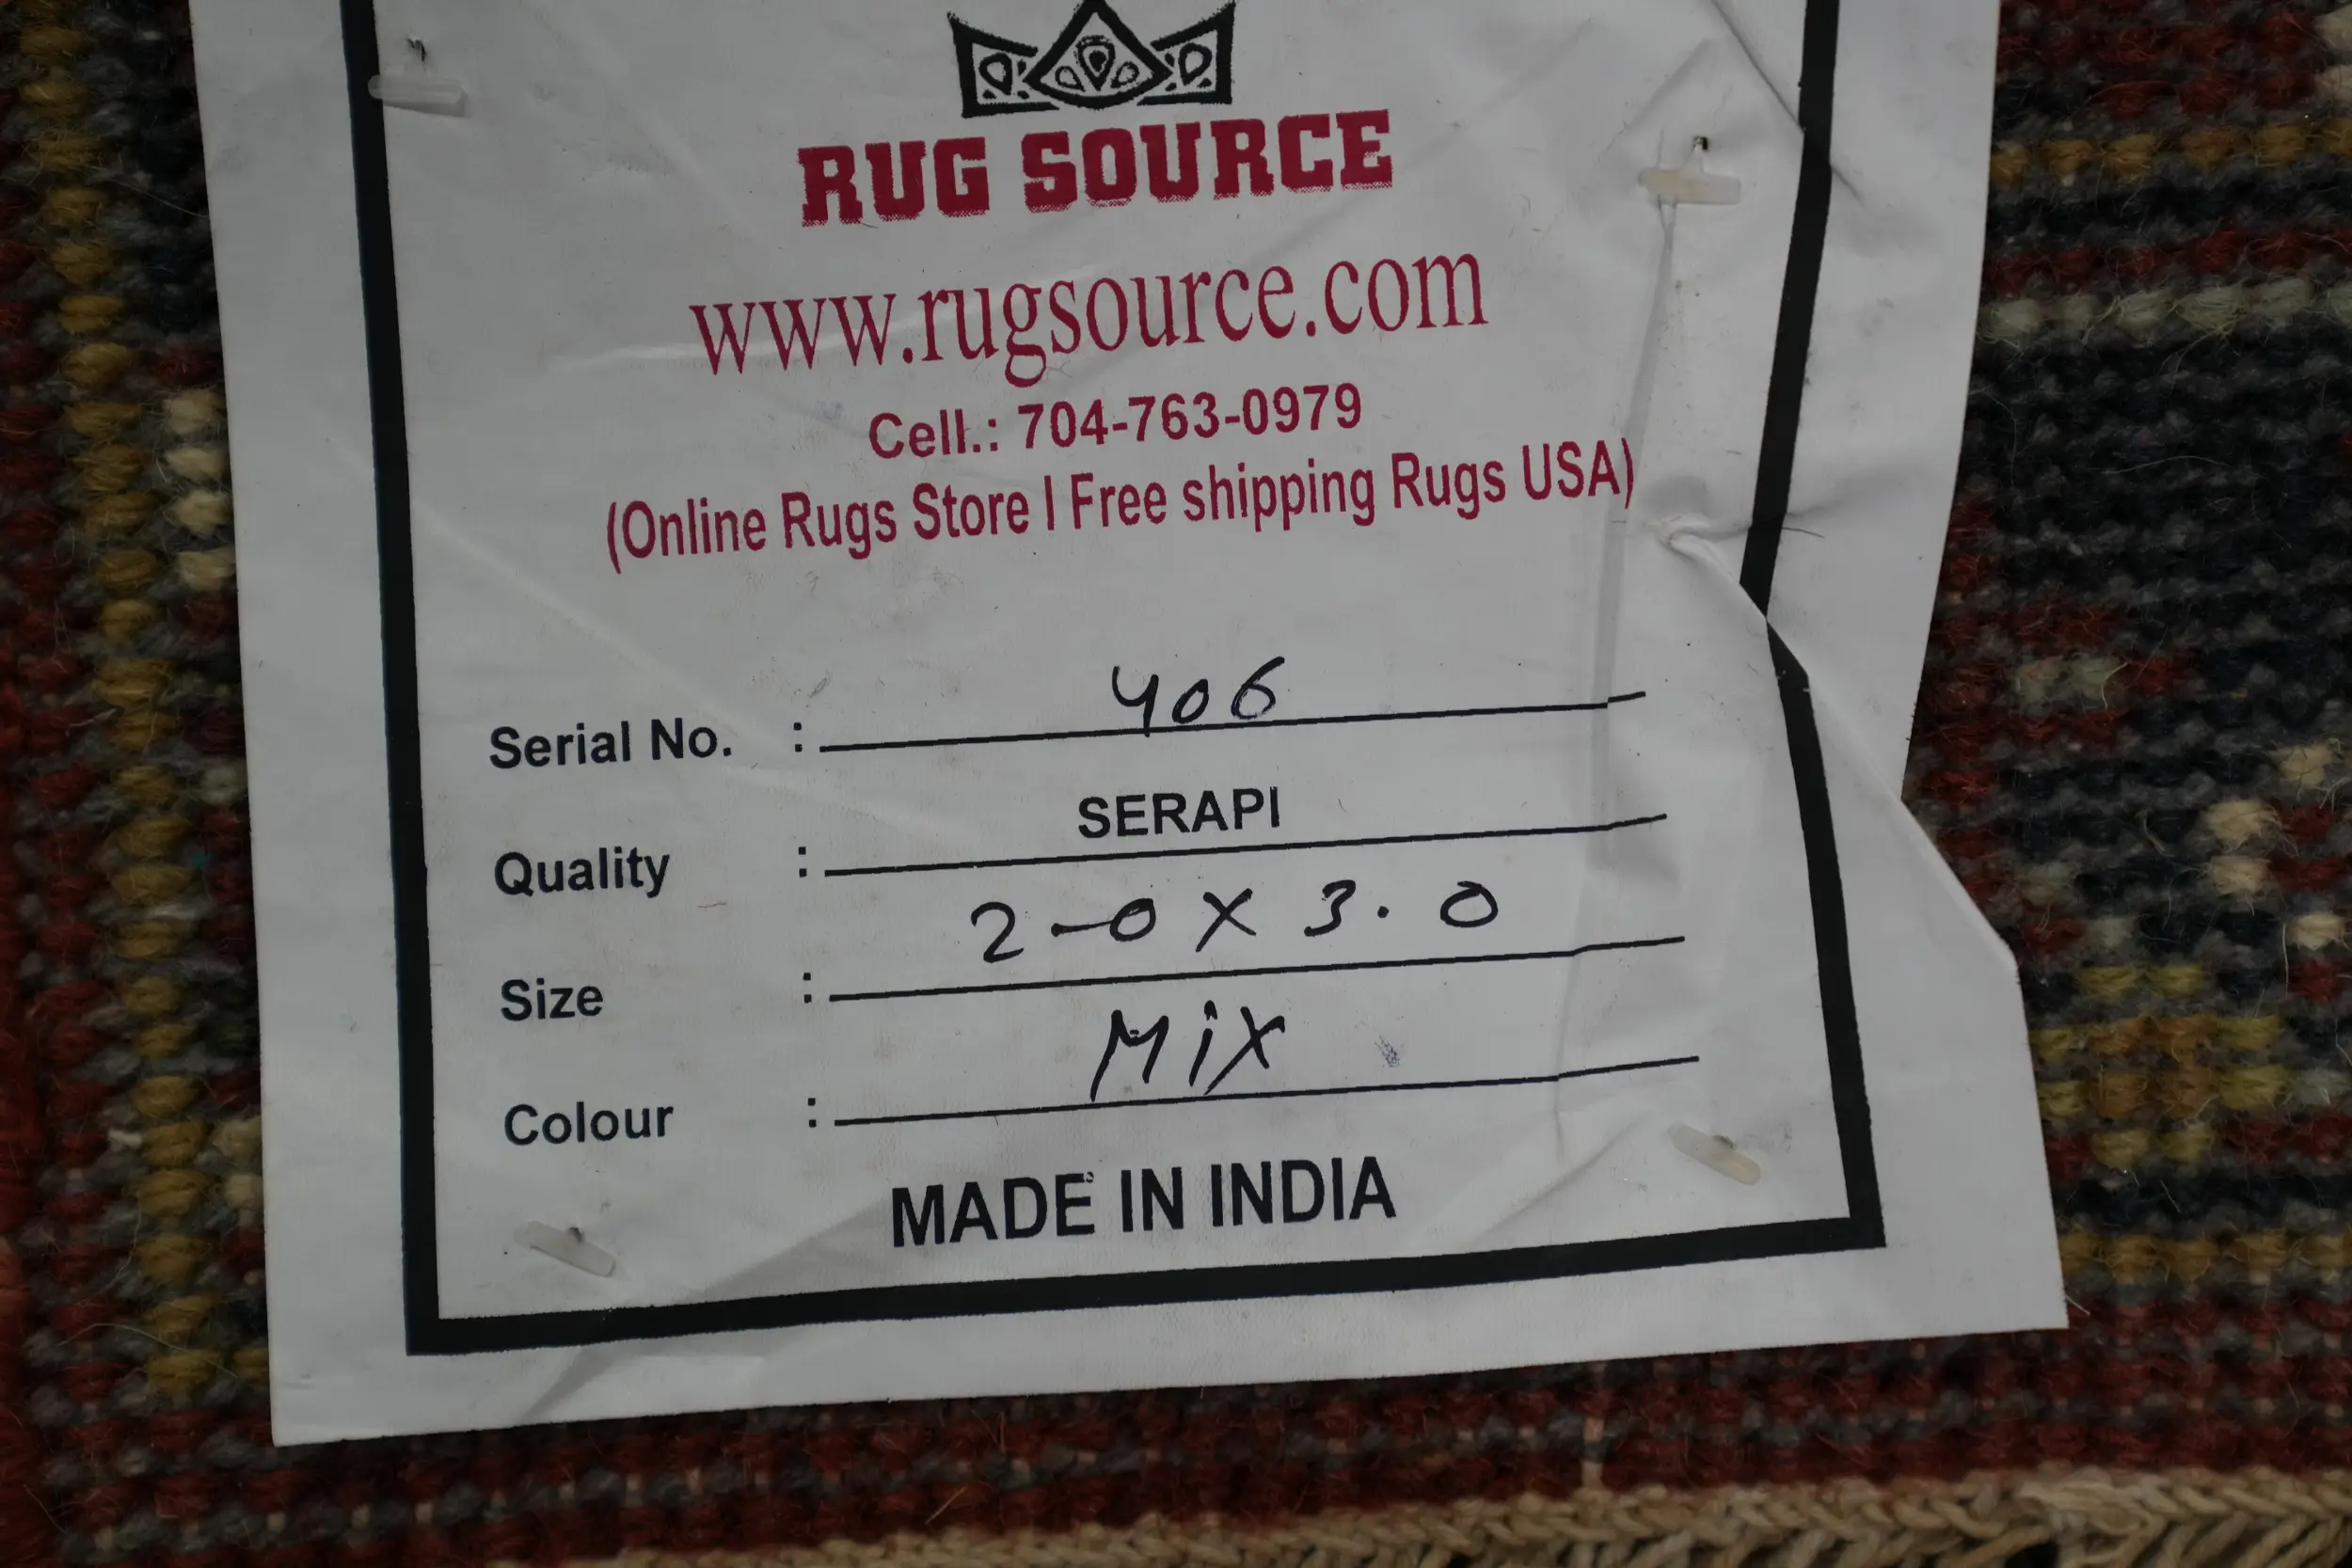 RUG SOURCE
www.rugsource.com
Cell.: 704-763-0979
(Online Rugs Store I Free shipping Rugs USA)
Serial No. : 406
Quality : SERAPI
Size : 2-0 X 3.0
Colour : Mix
MADE IN INDIA